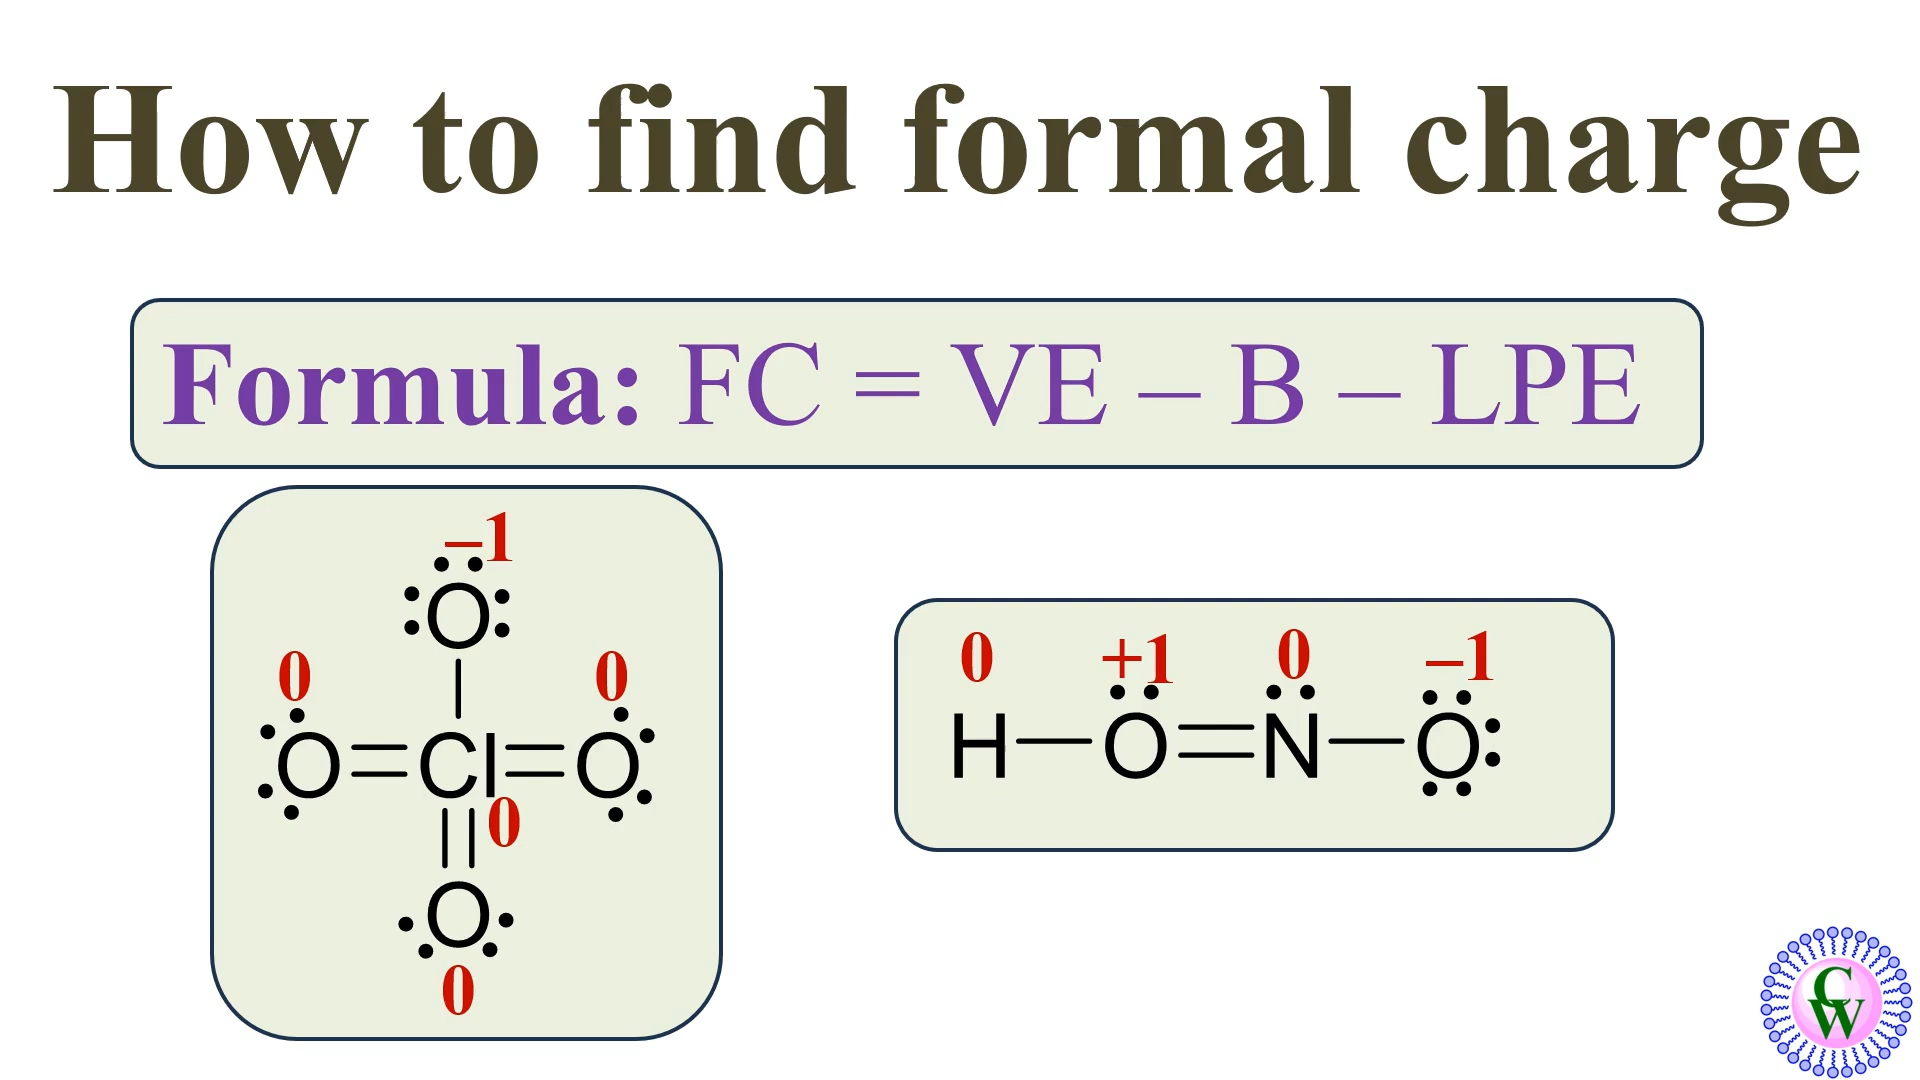 How to find formal charge
Formula: FC = VE – B – LPE
–1
O
0 0
O Cl O
0
O
0
0 +1 0 –1
H O N O
CW